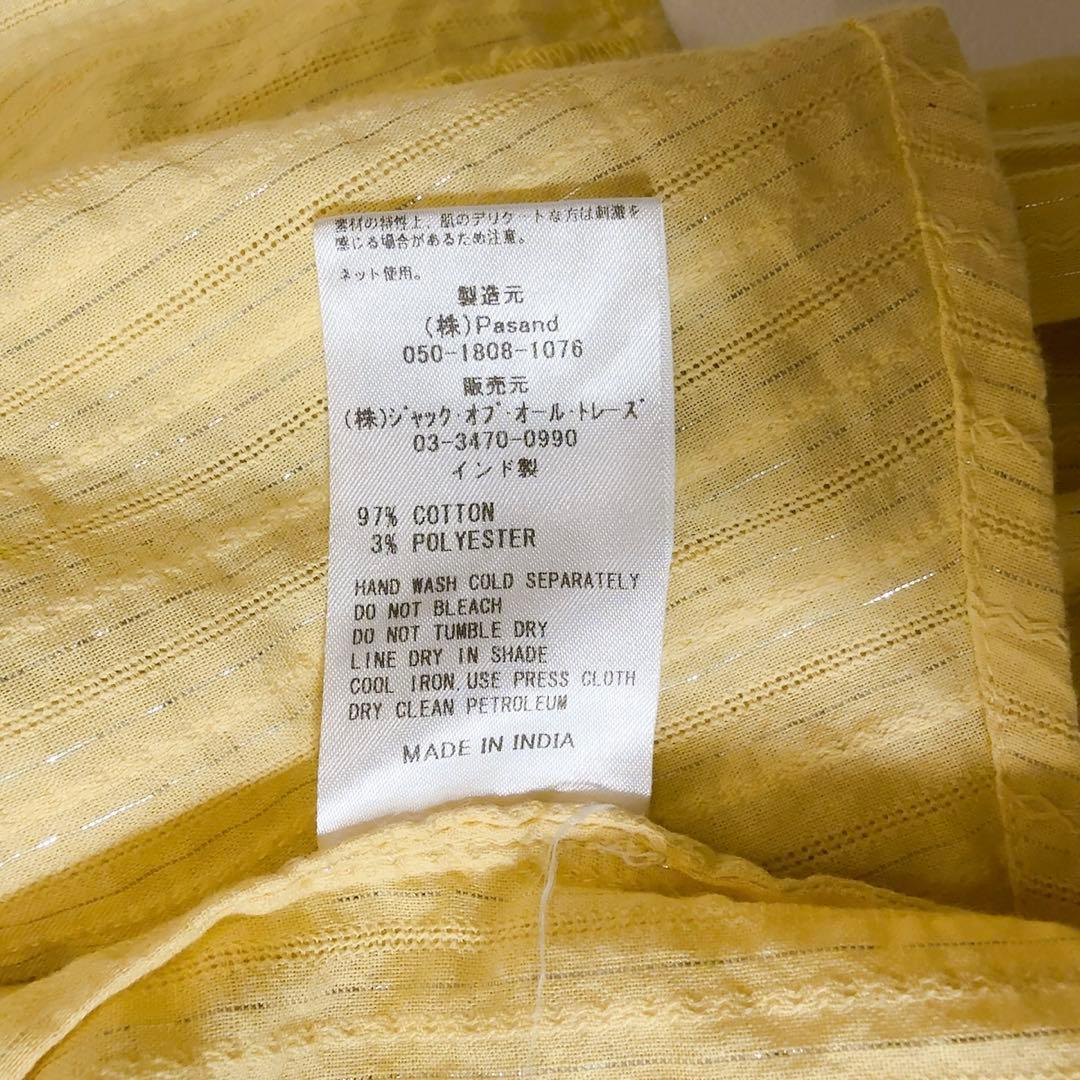 素材の特性上、肌のデリケートな方は刺激を
感じる場合があるため注意。
ネット使用。
製造元
(株)Pasand
050-1808-1076
販売元
(株)ジャック・オブ・オール・トレーズ
03-3470-0990
インド製
97% COTTON
3% POLYESTER
HAND WASH COLD SEPARATELY
DO NOT BLEACH
DO NOT TUMBLE DRY
LINE DRY IN SHADE
COOL IRON.USE PRESS CLOTH
DRY CLEAN PETROLEUM
MADE IN INDIA